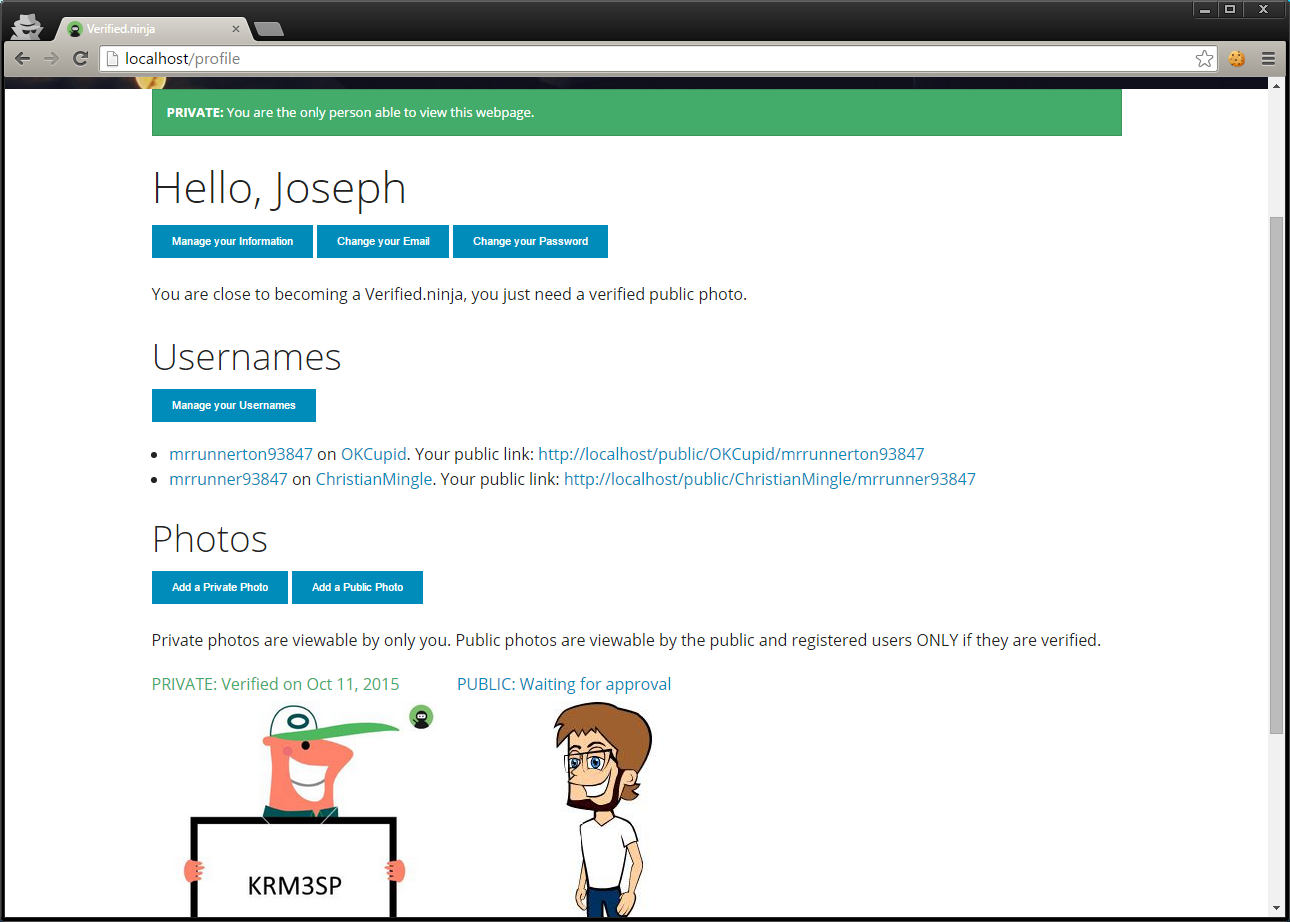 Verified.ninja
localhost/profile
PRIVATE: You are the only person able to view this webpage.
Hello, Joseph
Manage your Information Change your Email Change your Password
You are close to becoming a Verified.ninja, you just need a verified public photo.
Usernames
Manage your Usernames
mrrunnerton93847 on OKCupid. Your public link: http://localhost/public/OKCupid/mrrunnerton93847
mrrunner93847 on ChristianMingle. Your public link: http://localhost/public/ChristianMingle/mrrunner93847
Photos
Add a Private Photo Add a Public Photo
Private photos are viewable by only you. Public photos are viewable by the public and registered users ONLY if they are verified.
PRIVATE: Verified on Oct 11, 2015 PUBLIC: Waiting for approval
KRM3SP